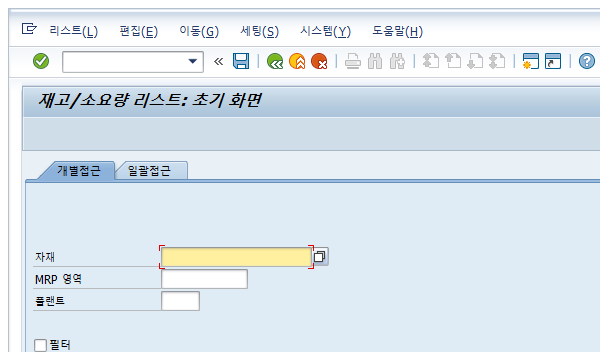 리스트(L) 편집(E) 이동(G) 세팅(S) 시스템(Y) 도움말(H)
재고/소요량 리스트: 초기 화면
개별접근 일괄접근
자재
MRP 영역
플랜트
필터